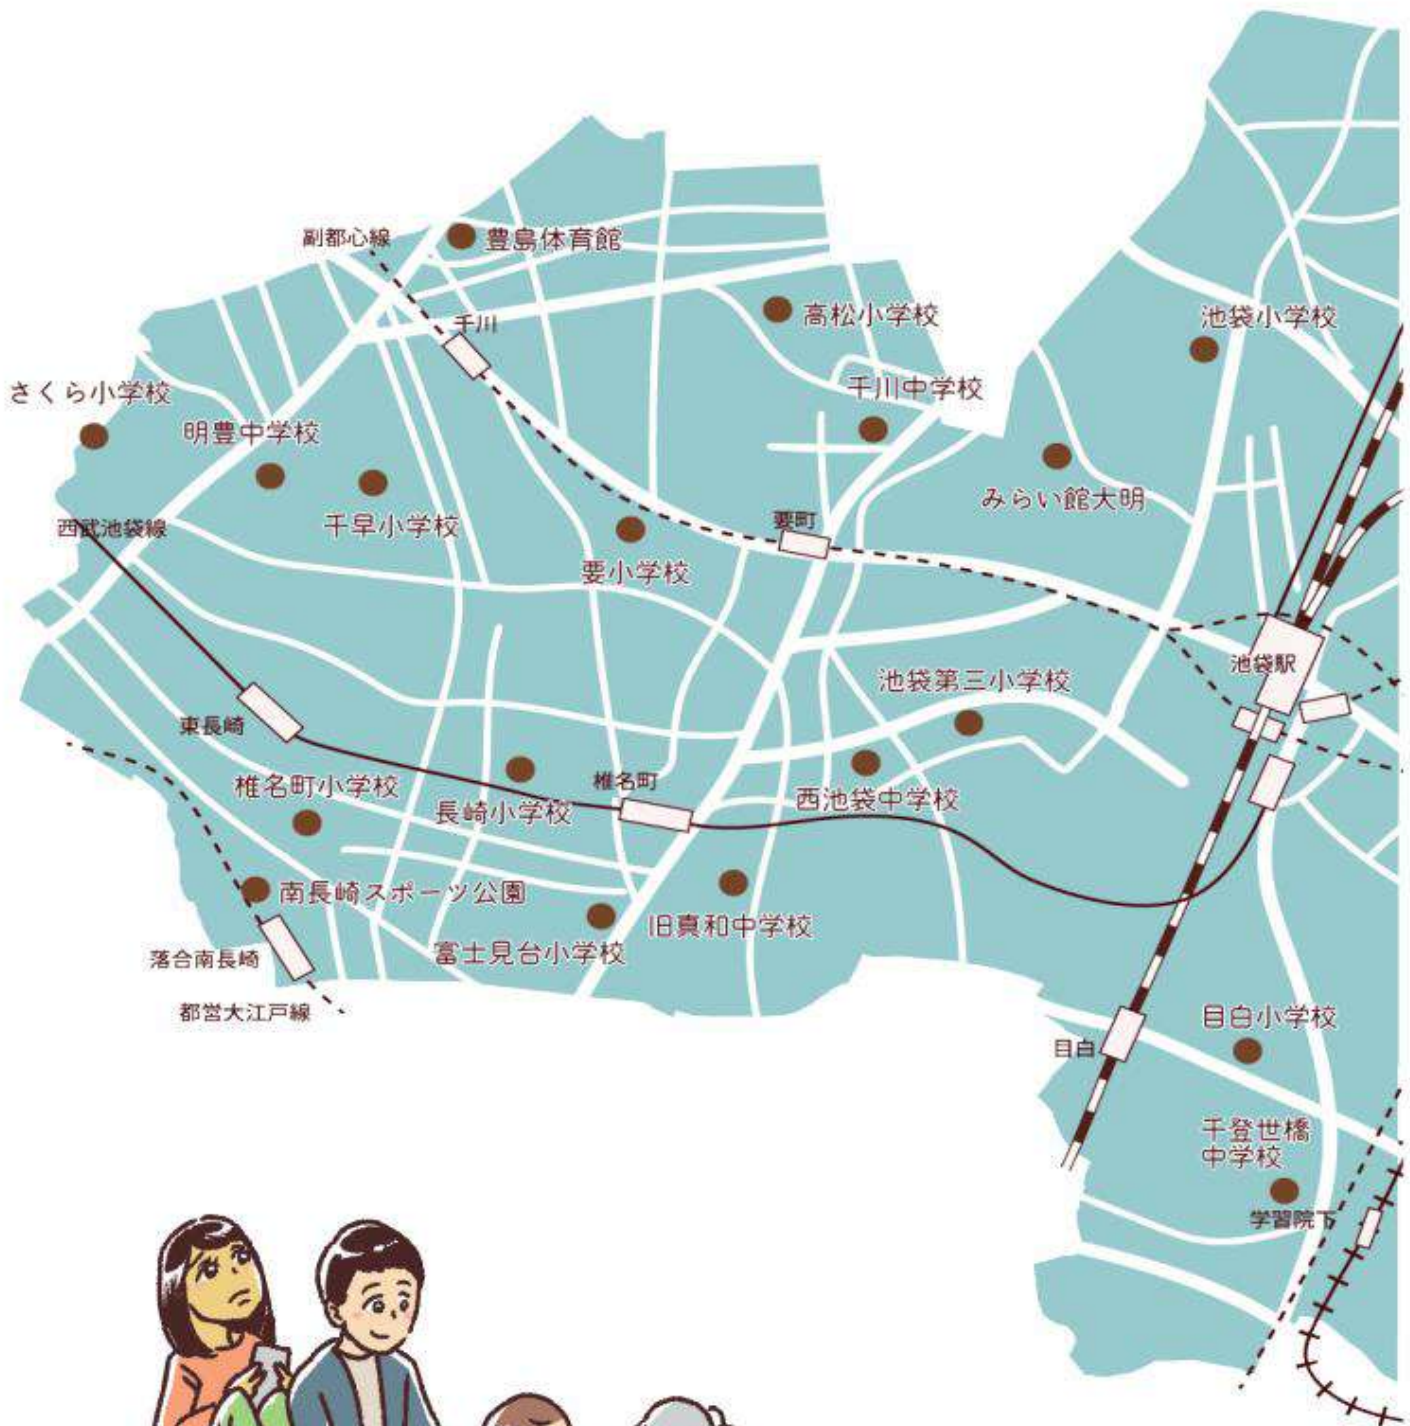 副都心線
豊島体育館
高松小学校
池袋小学校
千川
さくら小学校
千川中学校
明豊中学校
みらい館大明
西武池袋線
千早小学校
要町
要小学校
池袋駅
池袋第三小学校
東長崎
椎名町小学校
椎名町
長崎小学校
西池袋中学校
南長崎スポーツ公園
旧真和中学校
富士見台小学校
落合南長崎
都営大江戸線
目白小学校
目白
千登世橋
中学校
学習院下